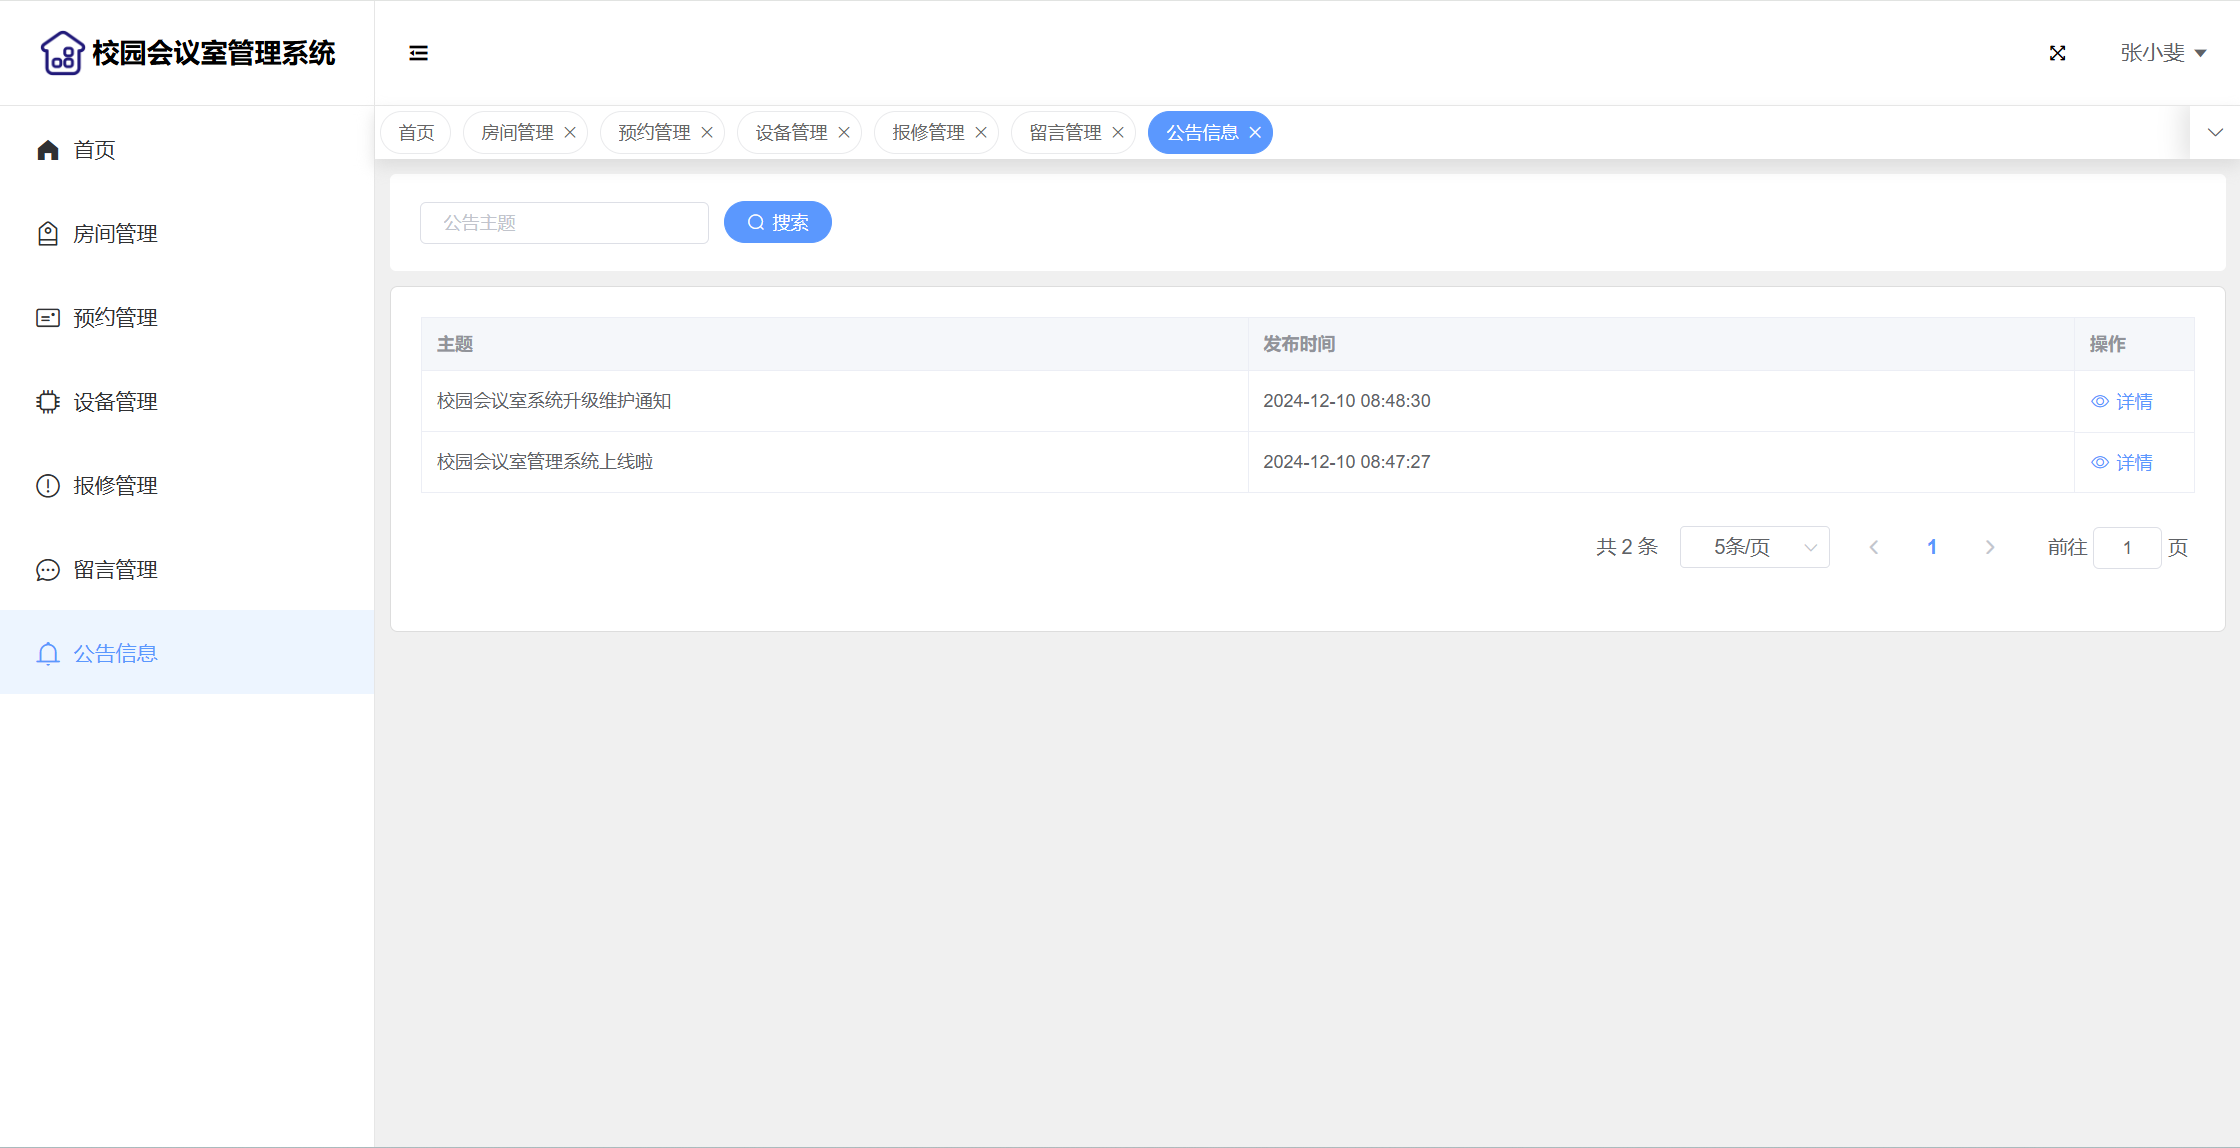 校园会议室管理系统
张小斐
首页
房间管理
预约管理
设备管理
报修管理
留言管理
公告信息
首页 房间管理 预约管理 设备管理 报修管理 留言管理 公告信息
公告主题 搜索
主题 发布时间 操作
校园会议室系统升级维护通知 2024-12-10 08:48:30 详情
校园会议室管理系统上线啦 2024-12-10 08:47:27 详情
共 2 条 5条/页 1 前往 1 页